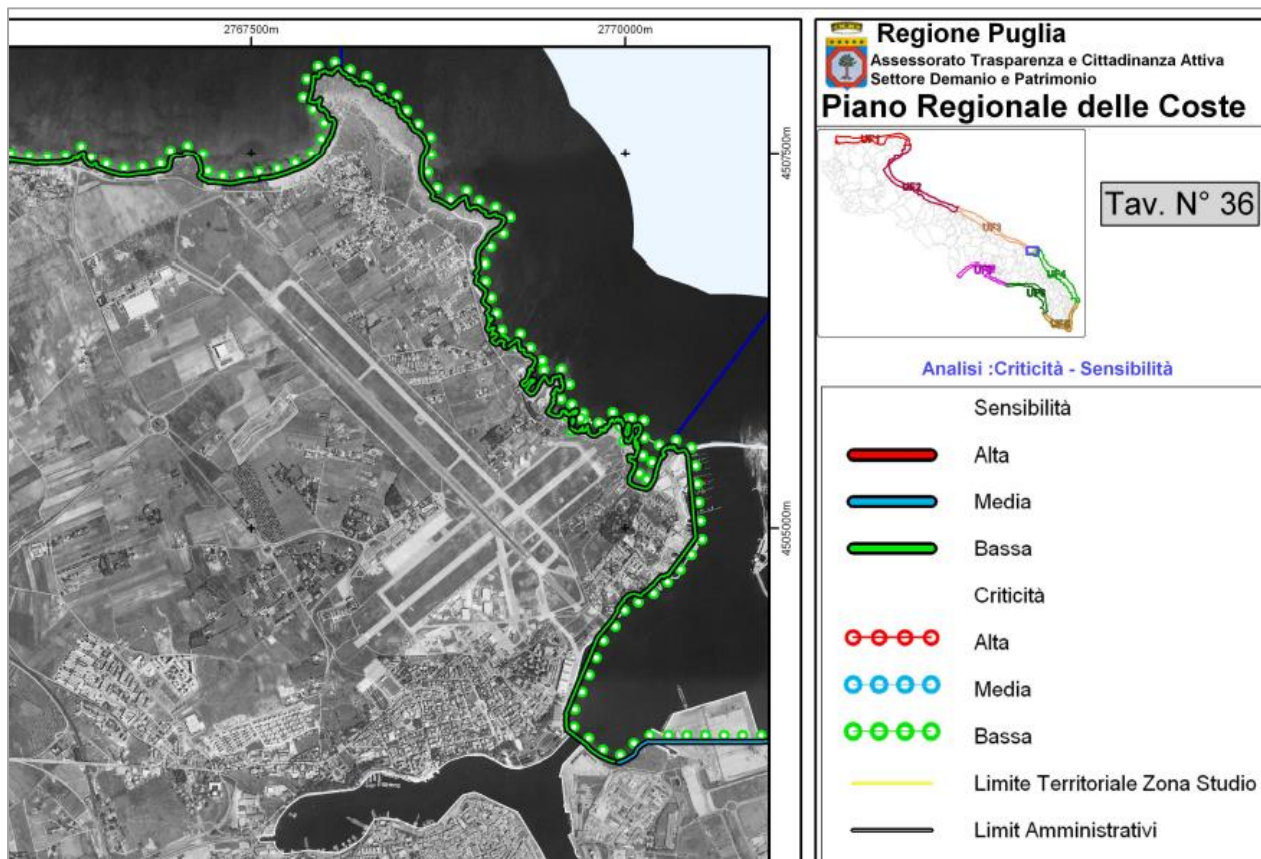 2767500m
2770000m
4507500m
4505000m
Regione Puglia
Assessorato Trasparenza e Cittadinanza Attiva
Settore Demanio e Patrimonio
Piano Regionale delle Coste
UF1
UF2
UF3
UF4
Tav. N° 36
Analisi :Criticità - Sensibilità
Sensibilità
Alta
Media
Bassa
Criticità
Alta
Media
Bassa
Limite Territoriale Zona Studio
Limit Amministrativi